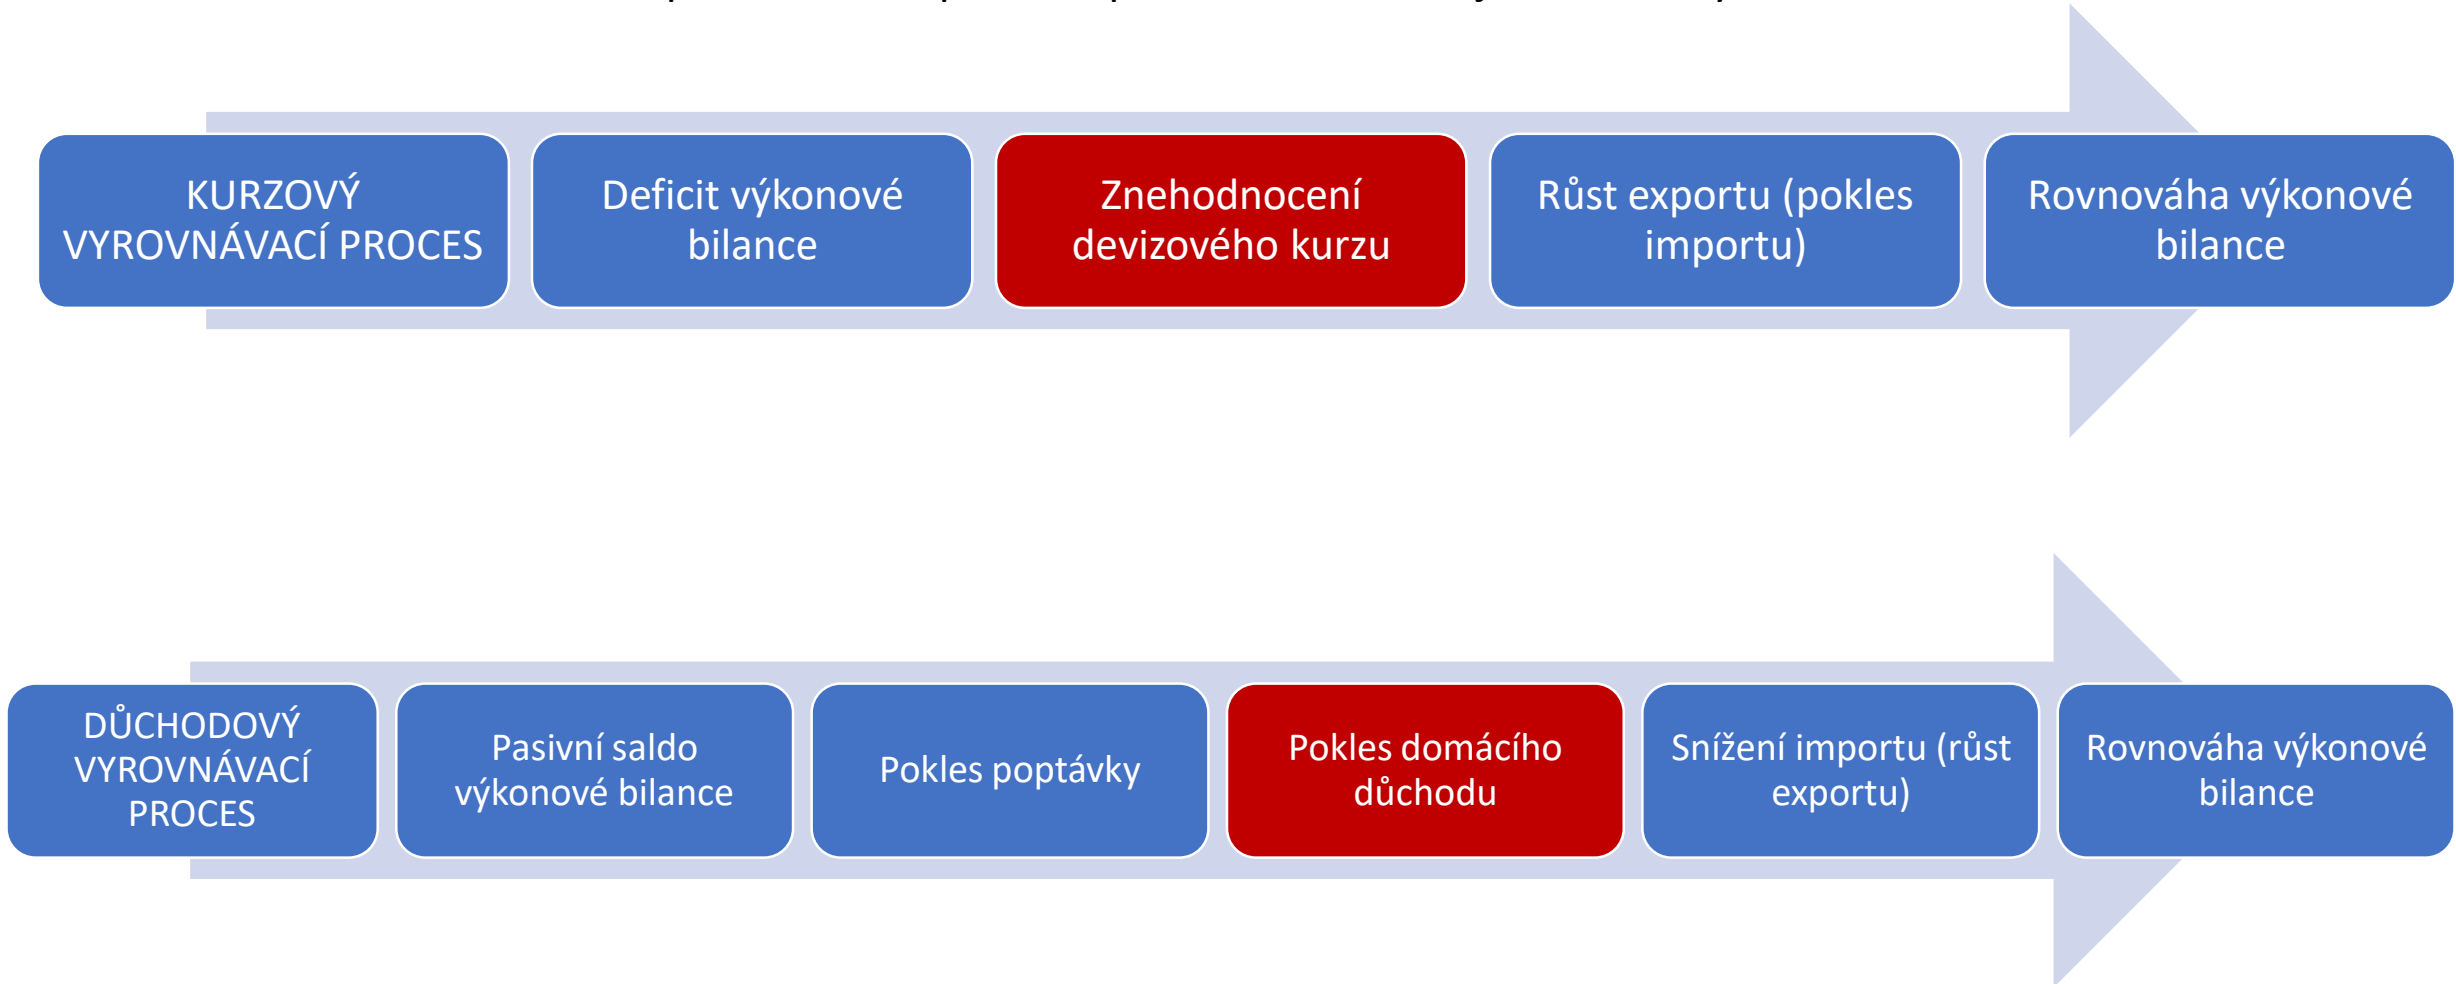 KURZOVÝ
VYROVNÁVACÍ PROCES
Deficit výkonové
bilance
Znehodnocení
devizového kurzu
Růst exportu (pokles
importu)
Rovnováha výkonové
bilance
DŮCHODOVÝ
VYROVNÁVACÍ
PROCES
Pasivní saldo
výkonové bilance
Pokles poptávky
Pokles domácího
důchodu
Snížení importu (růst
exportu)
Rovnováha výkonové
bilance